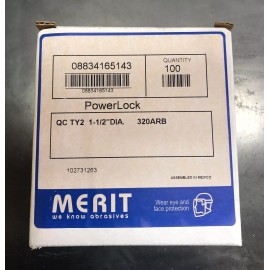 08834165143
QUANTITY
100
08834165143
PowerLock
QC TY2 1-1/2"DIA. 320ARB
102731263
ASSEMBLED IN MEXICO
MERIT
we know abrasives
Wear eye and
face protection